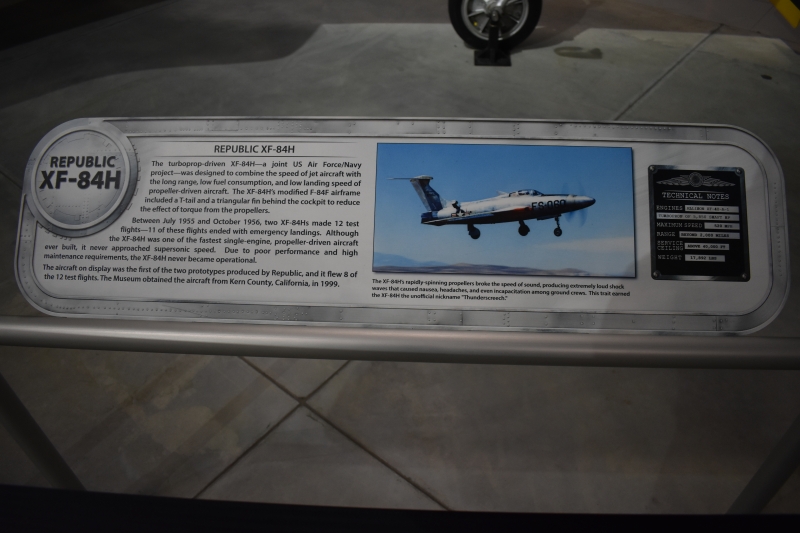 REPUBLIC
XF-84H
REPUBLIC XF-84H
The turboprop-driven XF-84H—a joint US Air Force/Navy
project—was designed to combine the speed of jet aircraft with
the long range, low fuel consumption, and low landing speed of
propeller-driven aircraft. The XF-84H's modified F-84F airframe
included a T-tail and a triangular fin behind the cockpit to reduce
the effect of torque from the propellers.
Between July 1955 and October 1956, two XF-84Hs made 12 test
flights—11 of these flights ended with emergency landings. Although
the XF-84H was one of the fastest single-engine, propeller-driven aircraft
ever built, it never approached supersonic speed. Due to poor performance and high
maintenance requirements, the XF-84H never became operational.
The aircraft on display was the first of the two prototypes produced by Republic, and it flew 8 of
the 12 test flights. The Museum obtained the aircraft from Kern County, California, in 1999.
FS-059
The XF-84H's rapidly-spinning propellers broke the speed of sound, producing extremely loud shock
waves that caused nausea, headaches, and even incapacitation among ground crews. This trait earned
the XF-84H the unofficial nickname "Thunderscreech."
TECHNICAL NOTES
ENGINES
MAXIMUM SPEED
RANGE
SERVICE
CEILING
WEIGHT